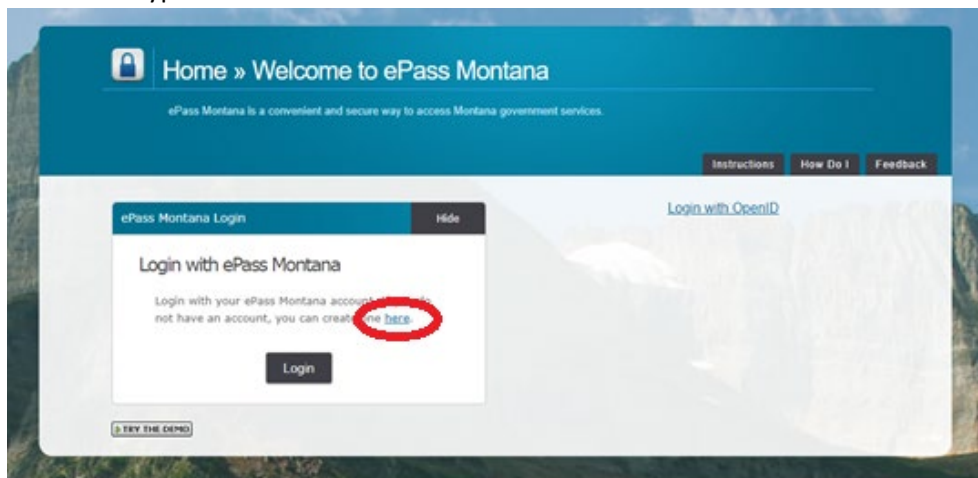 Home » Welcome to ePass Montana
ePass Montana is a convenient and secure way to access Montana government services.
Instructions How Do I Feedback
ePass Montana Login Hide
Login with OpenID
Login with ePass Montana
Login with your ePass Montana account
not have an account, you can create one here.
Login
TRY THE DEMO